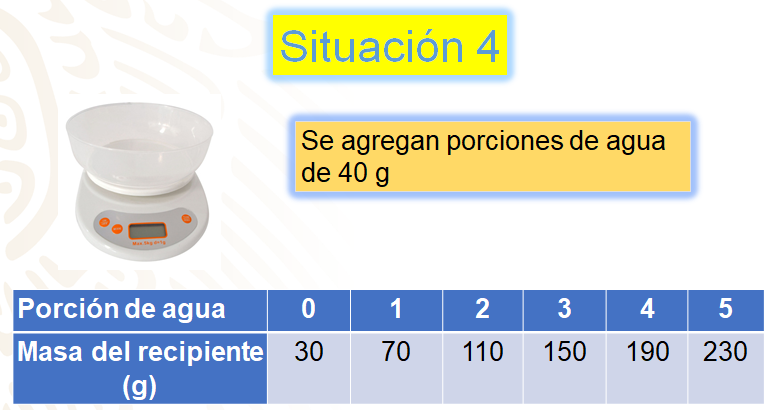 Situación 4
Se agregan porciones de agua
de 40 g
Porción de agua 0 1 2 3 4 5
Masa del recipiente
(g) 30 70 110 150 190 230